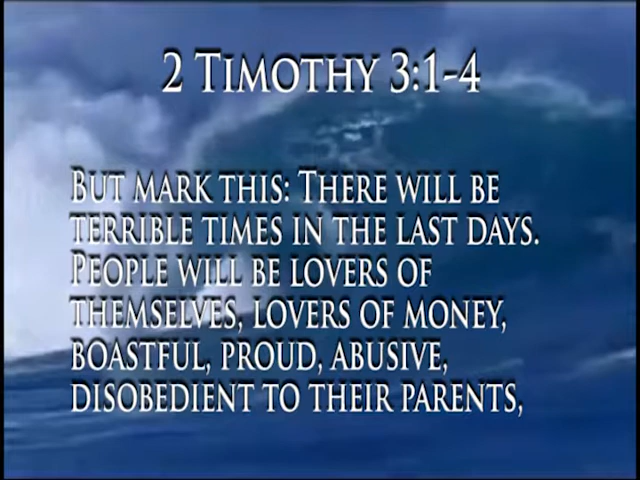 2 Timothy 3:1-4
But mark this: There will be
terrible times in the last days.
People will be lovers of
themselves, lovers of money,
boastful, proud, abusive,
disobedient to their parents,